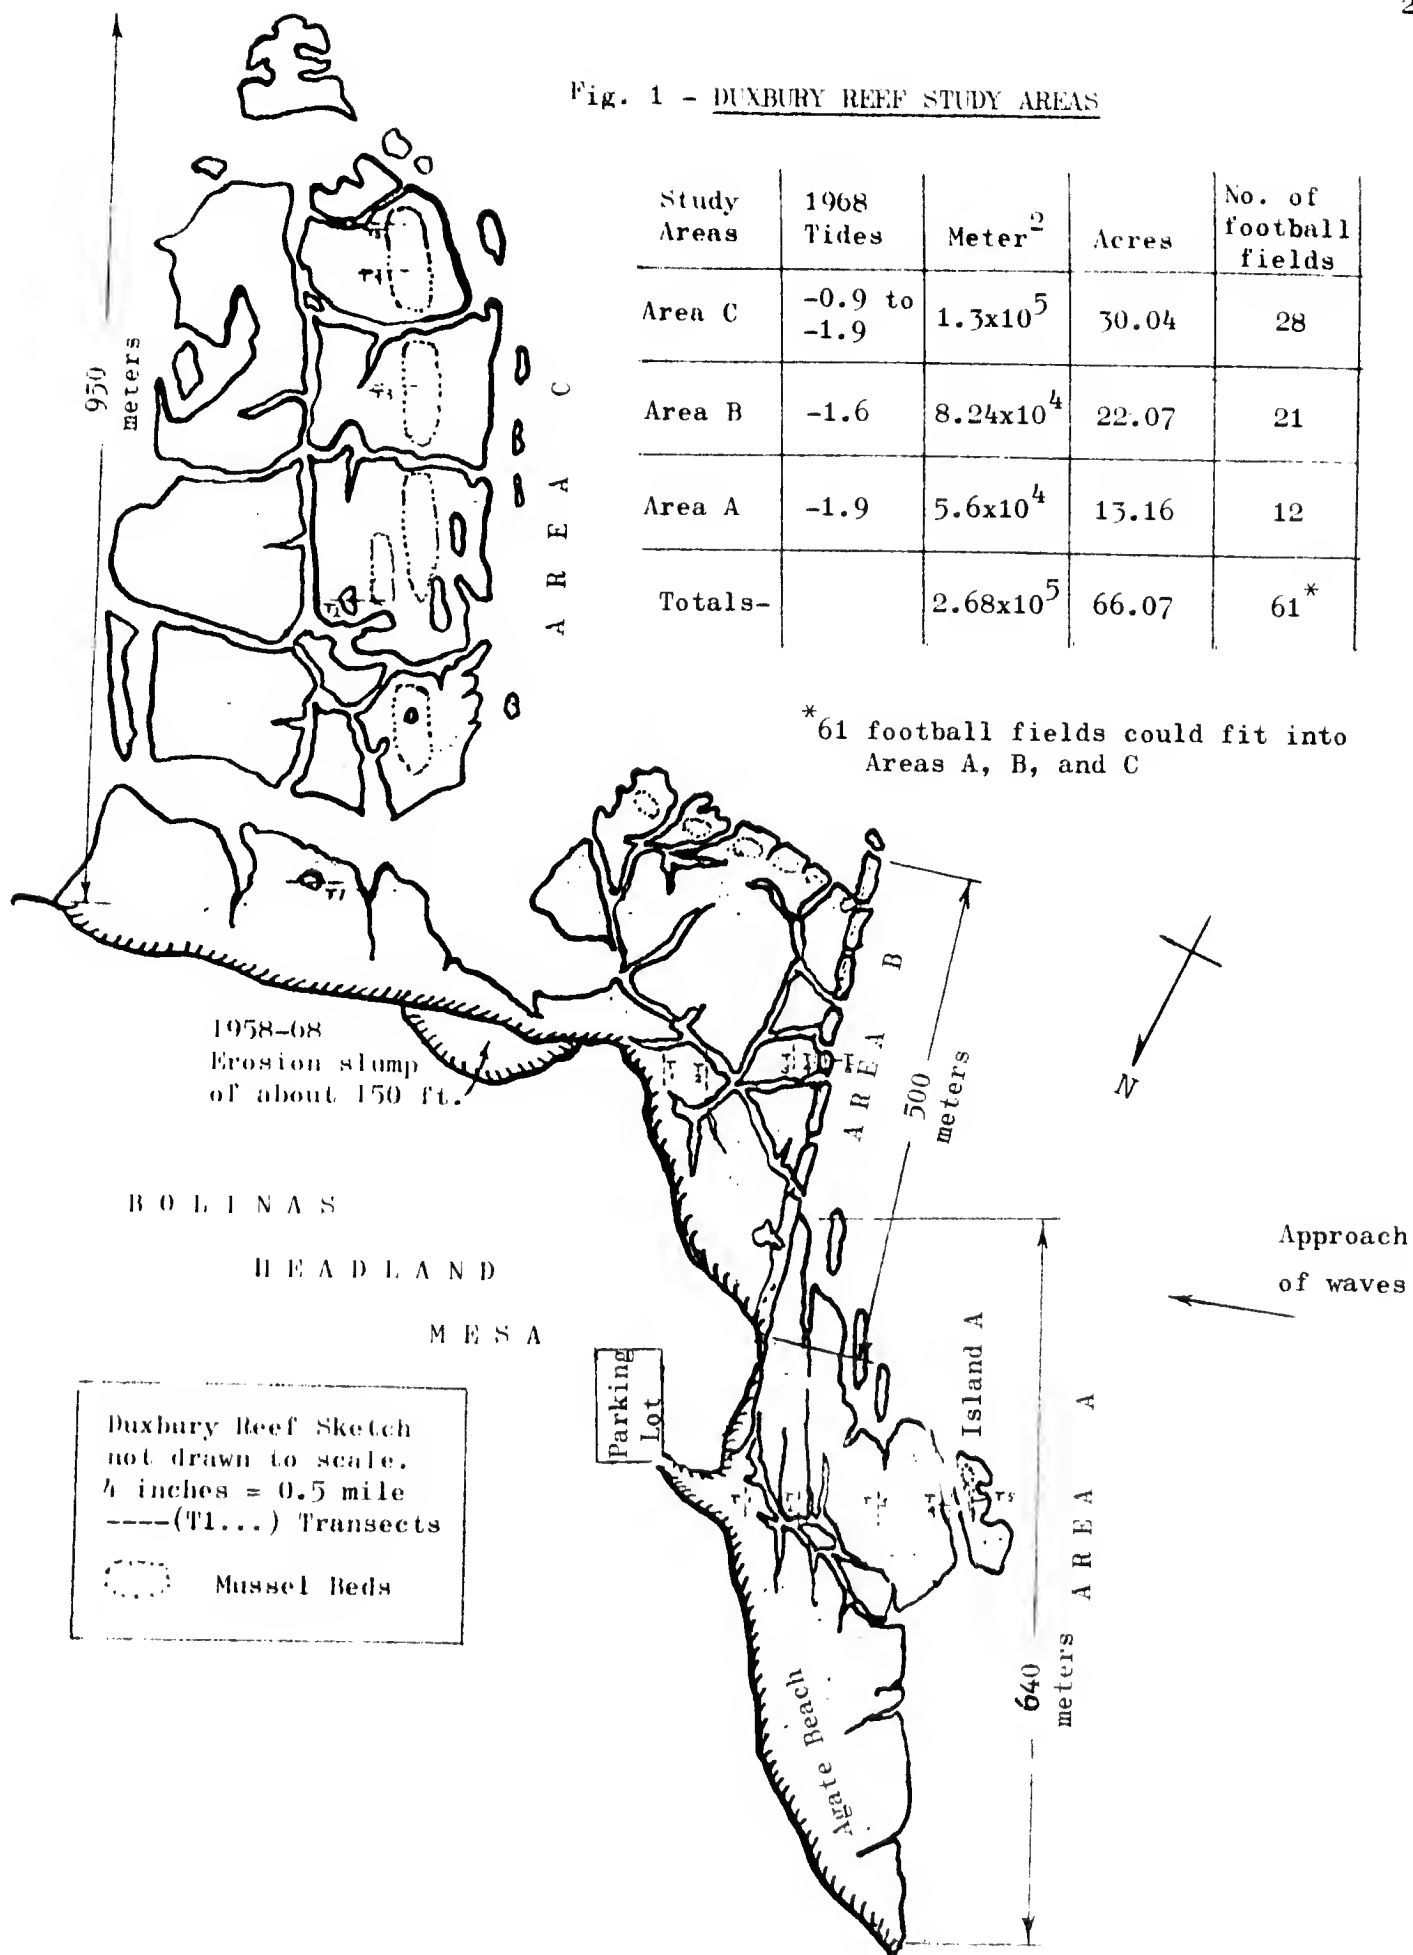 2
Fig. 1 - DUXBURY REEF STUDY AREAS
Study Areas | 1968 Tides | Meter² | Acres | No. of football fields
Area C | -0.9 to -1.9 | 1.3x10⁵ | 30.04 | 28
Area B | -1.6 | 8.24x10⁴ | 22.07 | 21
Area A | -1.9 | 5.6x10⁴ | 13.16 | 12
Totals- | 2.68x10⁵ | 66.07 | 61*
*61 football fields could fit into
Areas A, B, and C
950
meters
AREA C
T4
T3
T1
AREA B
500
meters
N
1958-68
Erosion slump
of about 150 ft.
BOLINAS
HEADLAND
MESA
Approach
of waves
Parking
Lot
Island A
AREA A
T5
640
meters
Agate Beach
Duxbury Reef Sketch
not drawn to scale.
4 inches = 0.5 mile
----(T1...) Transects
Mussel Beds